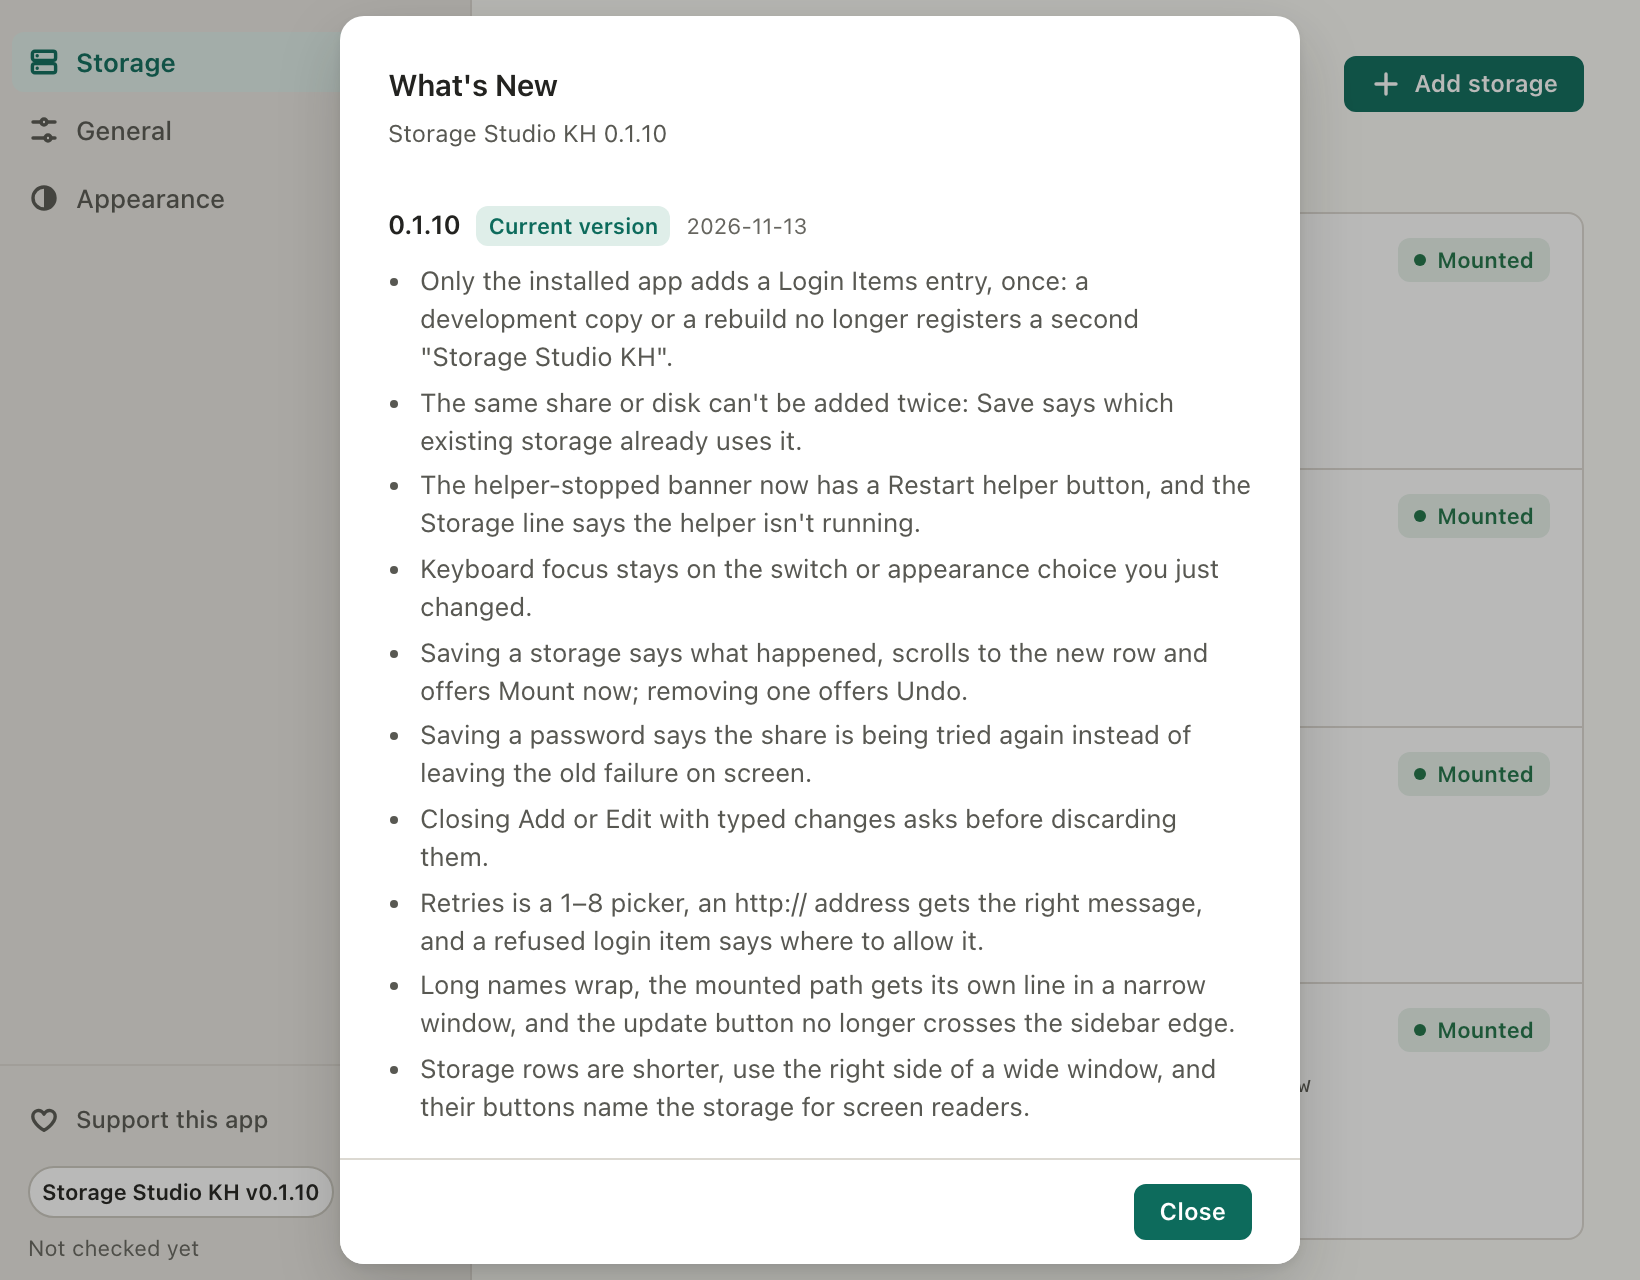 Storage
General
Appearance
Support this app
Storage Studio KH v0.1.10
Not checked yet
What's New
Storage Studio KH 0.1.10
0.1.10 Current version 2026-11-13
• Only the installed app adds a Login Items entry, once: a
development copy or a rebuild no longer registers a second
"Storage Studio KH".
• The same share or disk can't be added twice: Save says which
existing storage already uses it.
• The helper-stopped banner now has a Restart helper button, and the
Storage line says the helper isn't running.
• Keyboard focus stays on the switch or appearance choice you just
changed.
• Saving a storage says what happened, scrolls to the new row and
offers Mount now; removing one offers Undo.
• Saving a password says the share is being tried again instead of
leaving the old failure on screen.
• Closing Add or Edit with typed changes asks before discarding
them.
• Retries is a 1–8 picker, an http:// address gets the right message,
and a refused login item says where to allow it.
• Long names wrap, the mounted path gets its own line in a narrow
window, and the update button no longer crosses the sidebar edge.
• Storage rows are shorter, use the right side of a wide window, and
their buttons name the storage for screen readers.
Close
Add storage
Mounted
Mounted
Mounted
Mounted